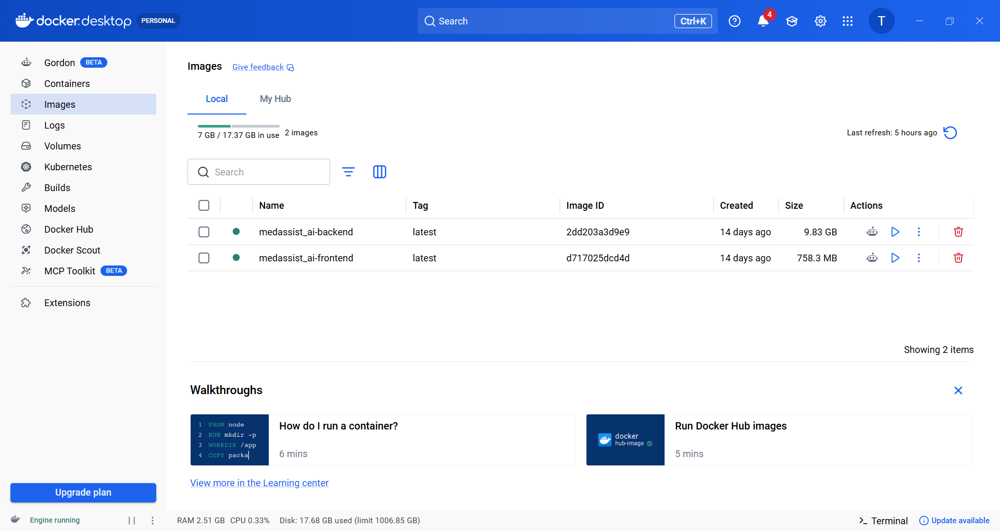 docker.desktop PERSONAL
Search Ctrl+K 4 T
Gordon BETA
Containers
Images
Logs
Volumes
Kubernetes
Builds
Models
Docker Hub
Docker Scout
MCP Toolkit BETA
Extensions
Upgrade plan
Engine running
Images Give feedback
Local My Hub
7 GB / 17.37 GB in use 2 images
Last refresh: 5 hours ago
Search
Name Tag Image ID Created Size Actions
medassist_ai-backend latest 2dd203a3d9e9 14 days ago 9.83 GB
medassist_ai-frontend latest d717025dcd4d 14 days ago 758.3 MB
Showing 2 items
Walkthroughs
1 FROM node
2 RUN mkdir -p
3 WORKDIR /app
4 COPY packa
How do I run a container?
6 mins
docker
hub-image
Run Docker Hub images
5 mins
View more in the Learning center
RAM 2.51 GB CPU 0.33% Disk: 17.68 GB used (limit 1006.85 GB)
>_ Terminal Update available